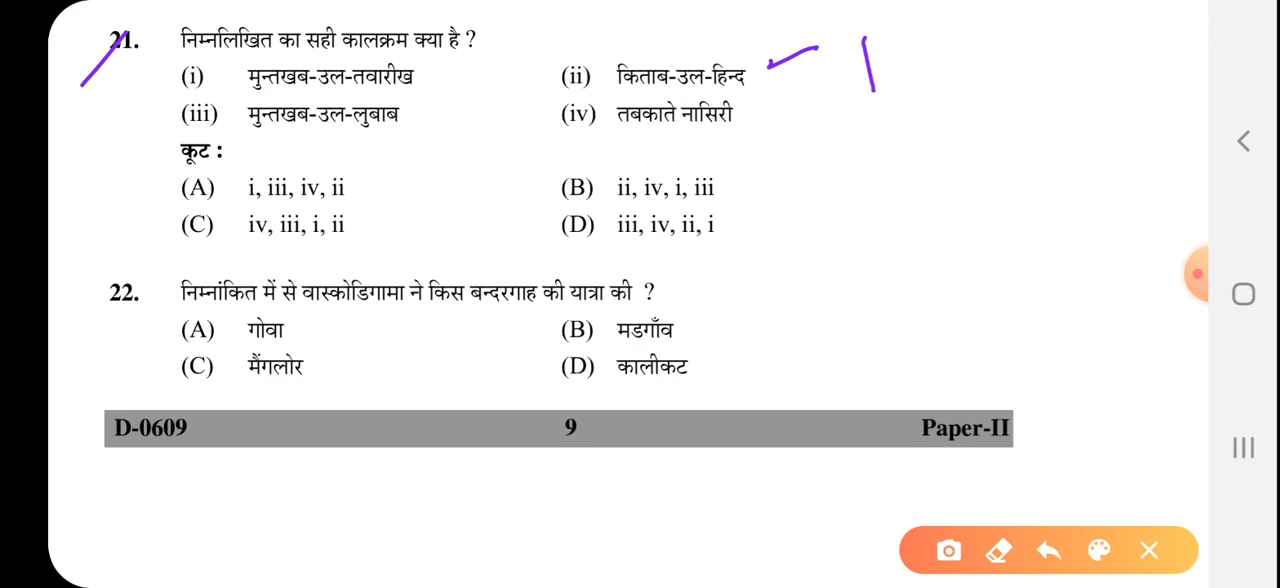 21. निम्नलिखित का सही कालक्रम क्या है ?
(i) मुन्तखब-उल-तवारीख (ii) किताब-उल-हिन्द
(iii) मुन्तखब-उल-लुबाब (iv) तबकाते नासिरी
कूट :
(A) i, iii, iv, ii (B) ii, iv, i, iii
(C) iv, iii, i, ii (D) iii, iv, ii, i
22. निम्नांकित में से वास्कोडिगामा ने किस बन्दरगाह की यात्रा की ?
(A) गोवा (B) मडगाँव
(C) मैंगलोर (D) कालीकट
D-0609 9 Paper-II